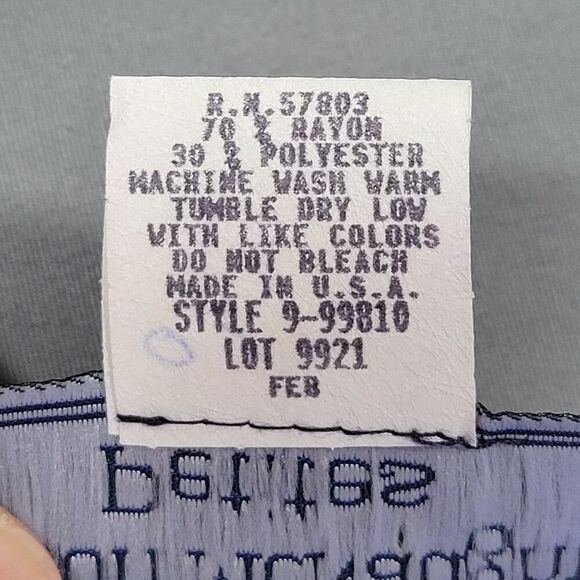 R.N.57803
70 % RAYON
30 % POLYESTER
MACHINE WASH WARM
TUMBLE DRY LOW
WITH LIKE COLORS
DO NOT BLEACH
MADE IN U.S.A.
STYLE 9-99810
LOT 9921
FEB
Petites